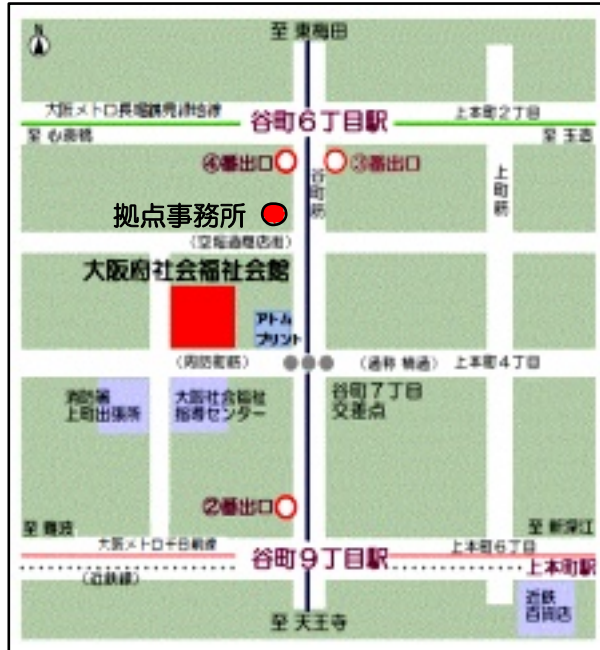 N
至 東梅田
大阪メトロ長堀鶴見緑地線
谷町6丁目駅
上本町2丁目
至 心斎橋
至 玉造
④番出口
③番出口
谷町筋
上町筋
拠点事務所
(空堀通商店街)
大阪府社会福祉会館
アトム
プリント
(周防町筋)
(通称 楠通)
上本町4丁目
消防署
上町出張所
大阪社会福祉
指導センター
谷町7丁目
交差点
②番出口
至 難波
至 新深江
大阪メトロ千日前線
谷町9丁目駅
上本町6丁目
(近鉄線)
上本町駅
近鉄
百貨店
至 天王寺